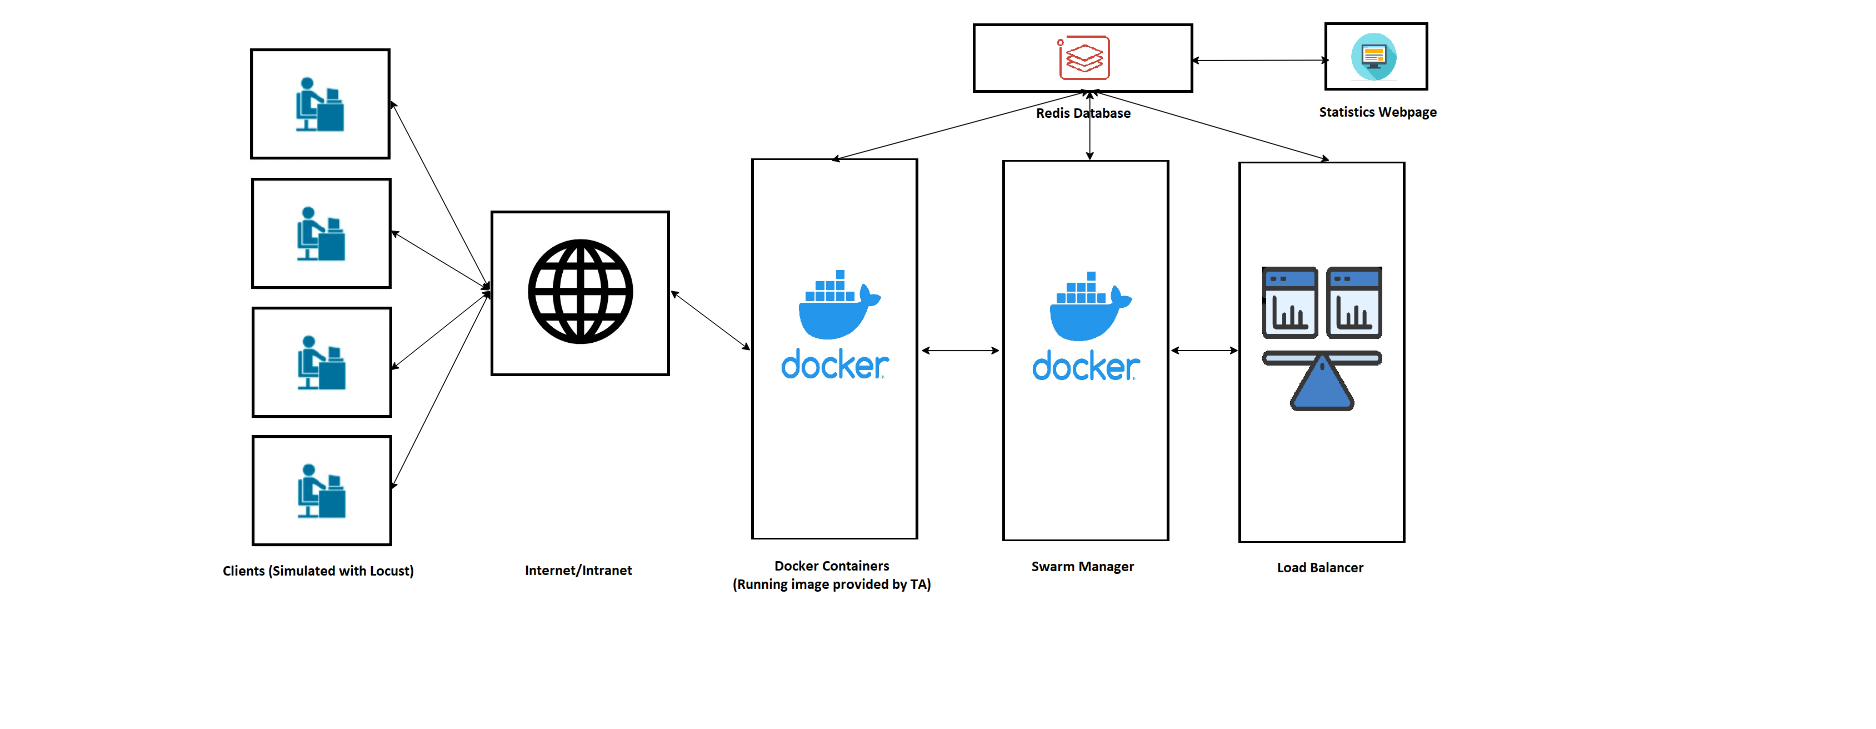 Redis Database
Statistics Webpage
docker
docker
Clients (Simulated with Locust)
Internet/Intranet
Docker Containers
(Running image provided by TA)
Swarm Manager
Load Balancer